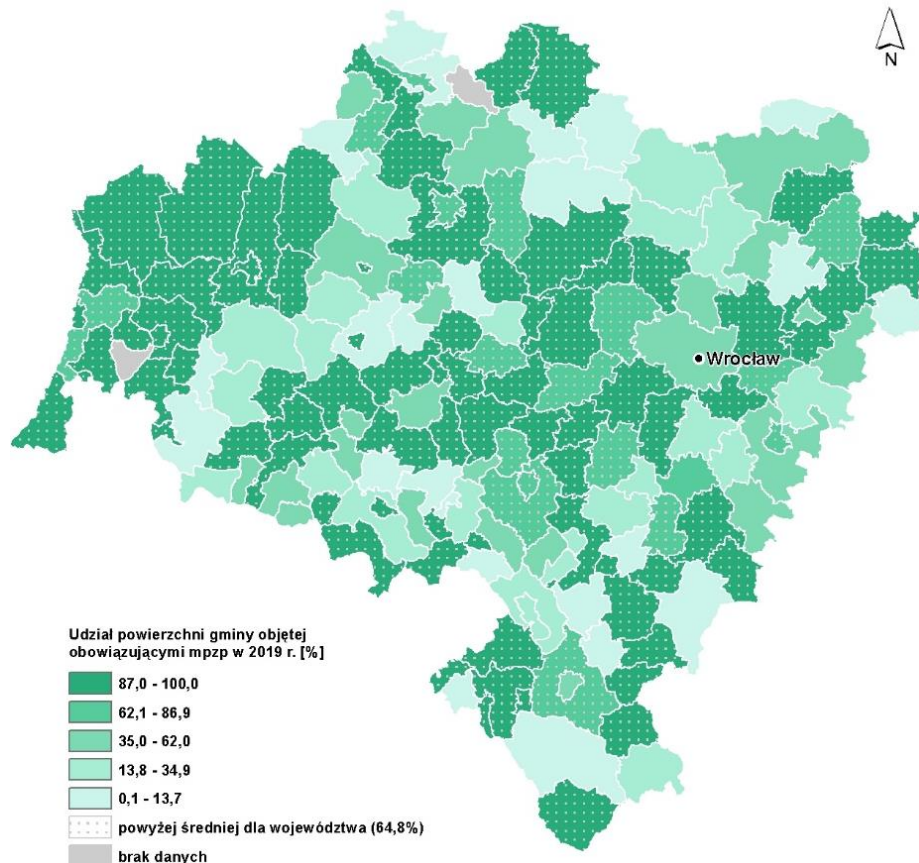 N
Wrocław
Udział powierzchni gminy objętej
obowiązującymi mpzp w 2019 r. [%]
87,0 - 100,0
62,1 - 86,9
35,0 - 62,0
13,8 - 34,9
0,1 - 13,7
powyżej średniej dla województwa (64,8%)
brak danych